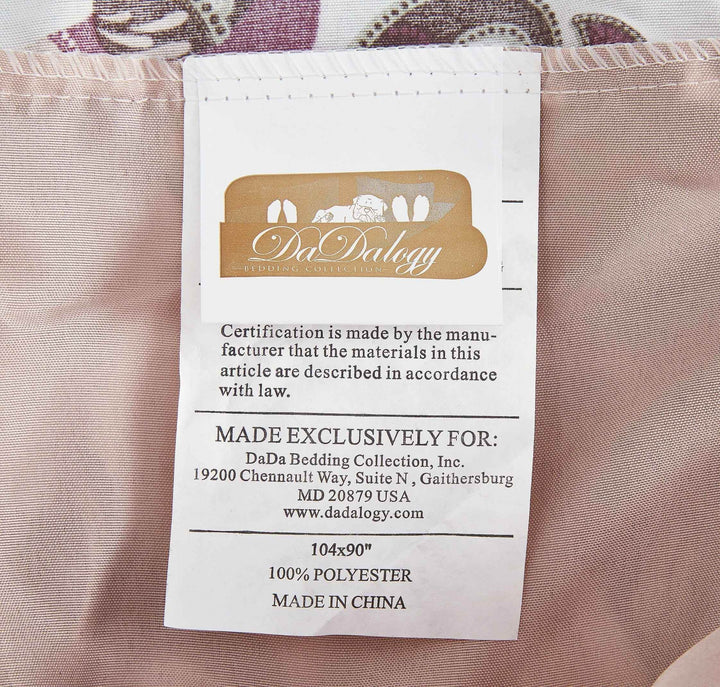 DaDalogy
BEDDING COLLECTION
Certification is made by the manu-
facturer that the materials in this
article are described in accordance
with law.
MADE EXCLUSIVELY FOR:
DaDa Bedding Collection, Inc.
19200 Chennault Way, Suite N , Gaithersburg
MD 20879 USA
www.dadalogy.com
104x90"
100% POLYESTER
MADE IN CHINA